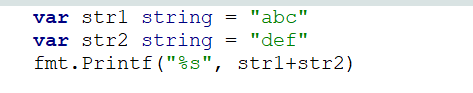 var str1 string = "abc"
var str2 string = "def"
fmt.Printf("%s", str1+str2)